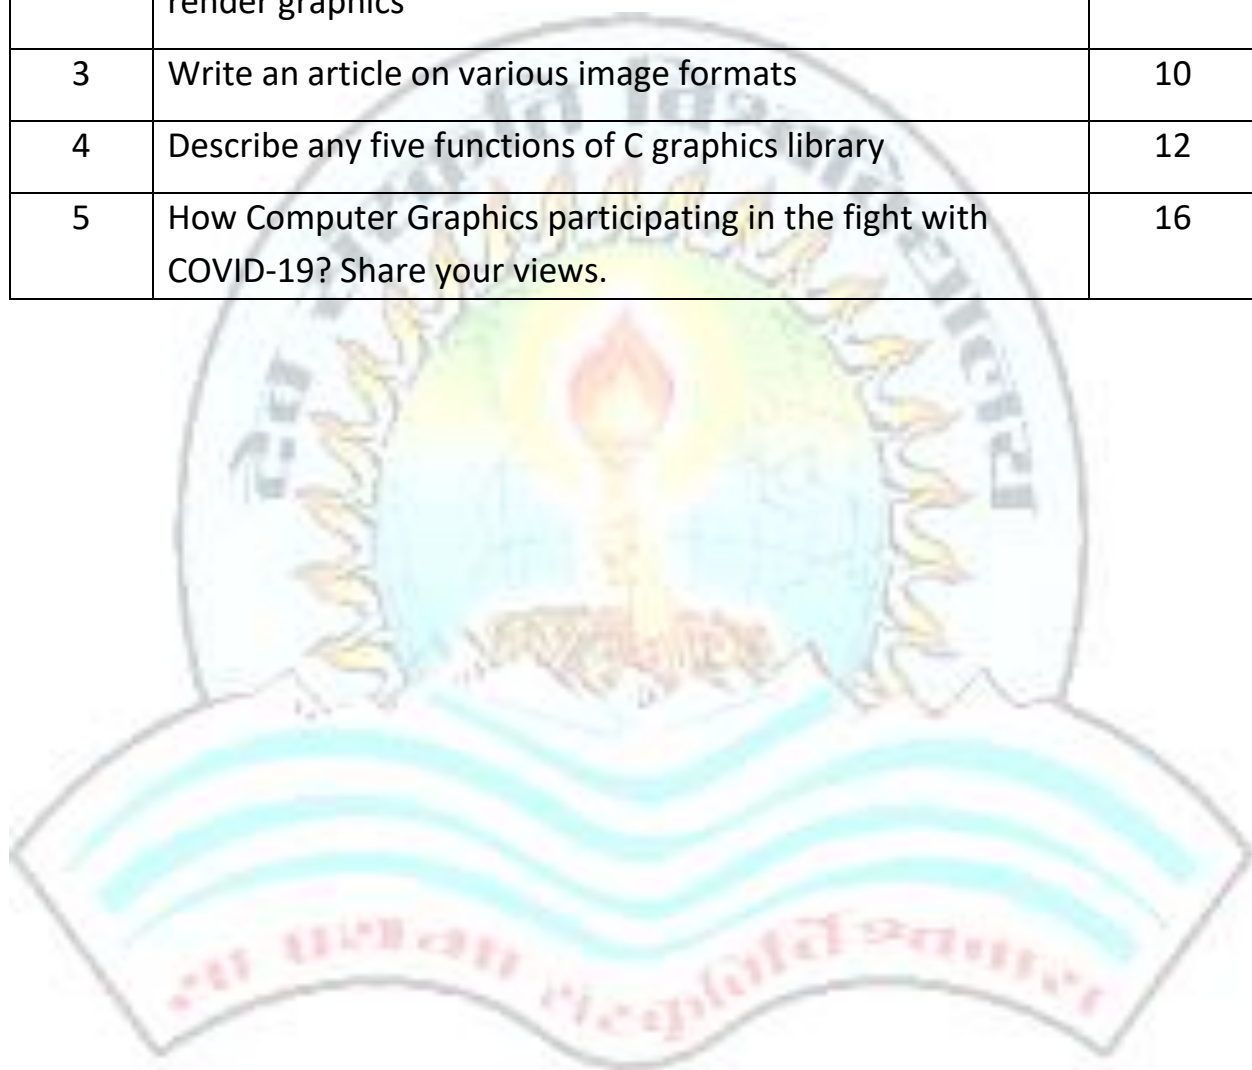 render graphics
3 Write an article on various image formats 10
4 Describe any five functions of C graphics library 12
5 How Computer Graphics participating in the fight with 16
COVID-19? Share your views.